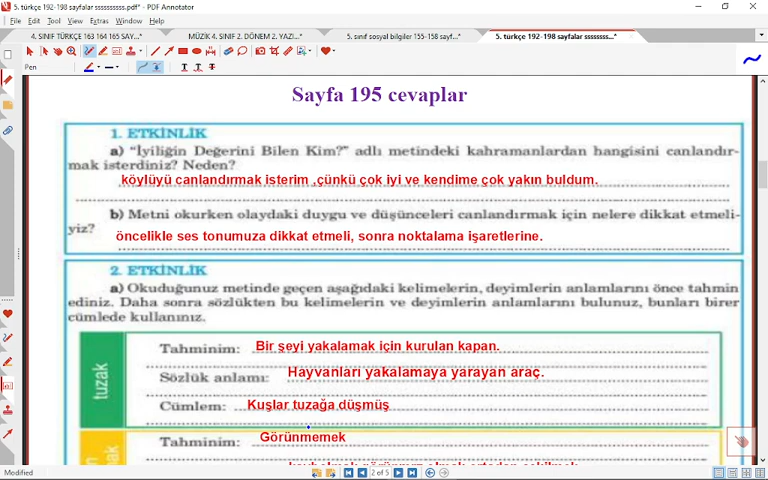 5. türkçe 192-198 sayfalar ssssssssss.pdf* - PDF Annotator
File Edit Tool View Extras Window Help
4. SINIF TÜRKÇE 163 164 165 SAY...*
MÜZİK 4. SINIF 2. DÖNEM 2. YAZI...*
5. sınıf sosyal bilgiler 155-158 sayf...*
5. türkçe 192-198 sayfalar ssssssss...*
Pen
Sayfa 195 cevaplar
1. ETKİNLİK
a) “İyiliğin Değerini Bilen Kim?” adlı metindeki kahramanlardan hangisini canlandır-
mak isterdiniz? Neden?
köylüyü canlandırmak isterim ,çünkü çok iyi ve kendime çok yakın buldum.
b) Metni okurken olaydaki duygu ve düşünceleri canlandırmak için nelere dikkat etmeli-
yiz?
öncelikle ses tonumuza dikkat etmeli, sonra noktalama işaretlerine.
2. ETKİNLİK
a) Okuduğunuz metinde geçen aşağıdaki kelimelerin, deyimlerin anlamlarını önce tahmin
ediniz. Daha sonra sözlükten bu kelimelerin ve deyimlerin anlamlarını bulunuz, bunları birer
cümlede kullanınız.
tuzak
Tahminim: Bir şeyi yakalamak için kurulan kapan.
Sözlük anlamı: Hayvanları yakalamaya yarayan araç.
Cümlem: Kuşlar tuzağa düşmüş
Tahminim: Görünmemek
Modified
2 of 5